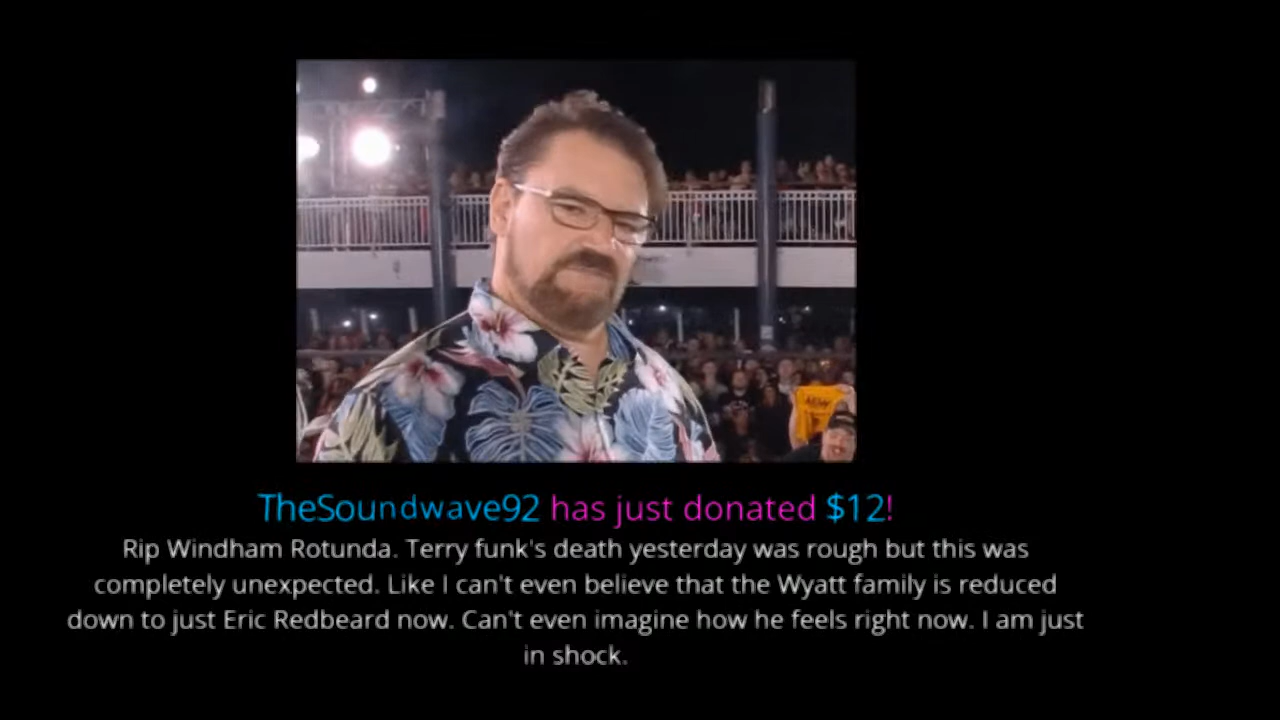 AEW
TheSoundwave92 has just donated $12!
Rip Windham Rotunda. Terry funk's death yesterday was rough but this was
completely unexpected. Like I can't even believe that the Wyatt family is reduced
down to just Eric Redbeard now. Can't even imagine how he feels right now. I am just
in shock.